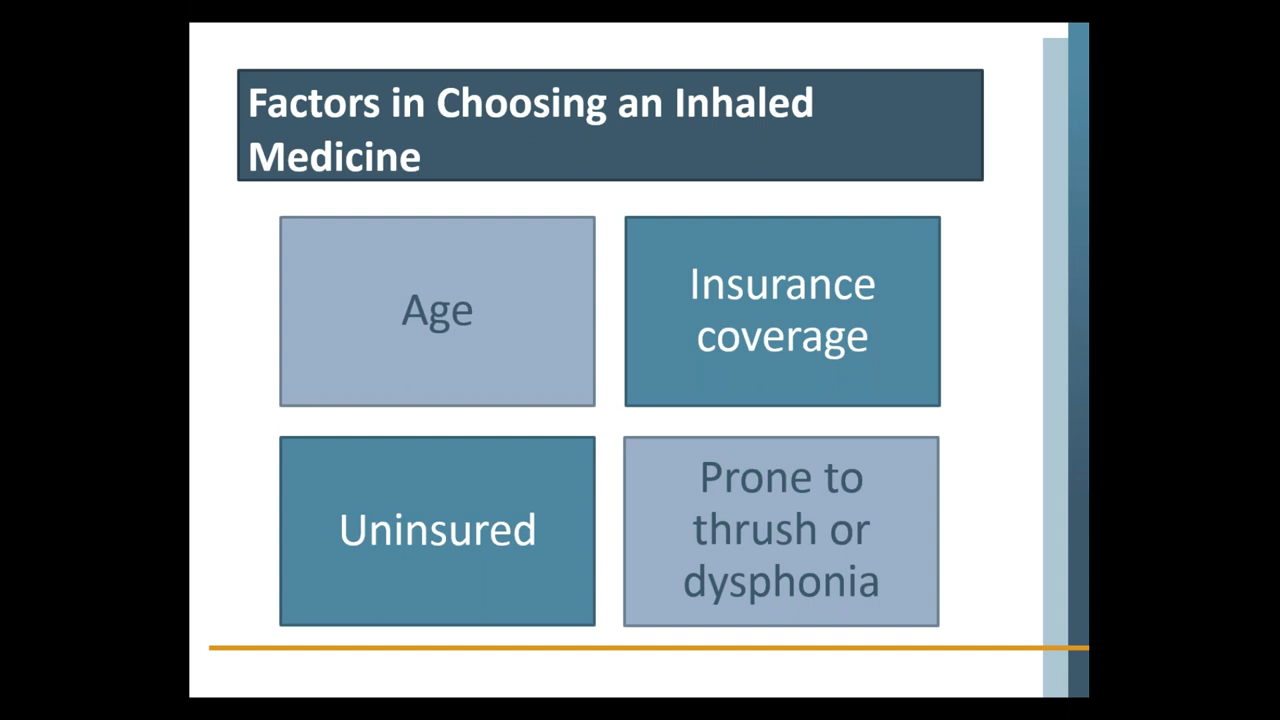 Factors in Choosing an Inhaled
Medicine
Age
Insurance
coverage
Uninsured
Prone to
thrush or
dysphonia